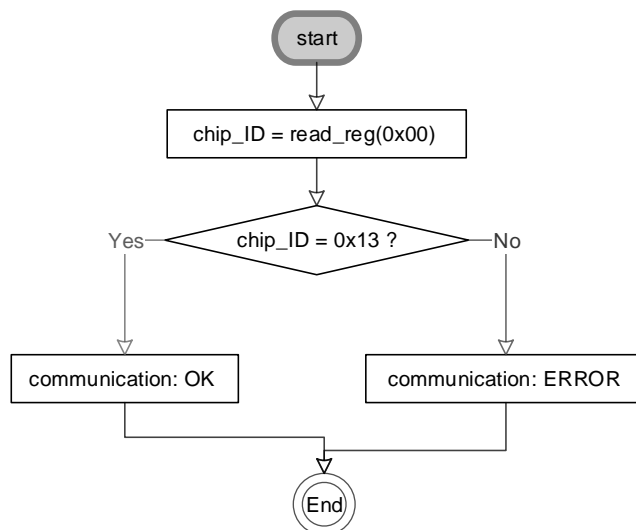 start
chip_ID = read_reg(0x00)
chip_ID = 0x13 ?
Yes
No
communication: OK
communication: ERROR
End